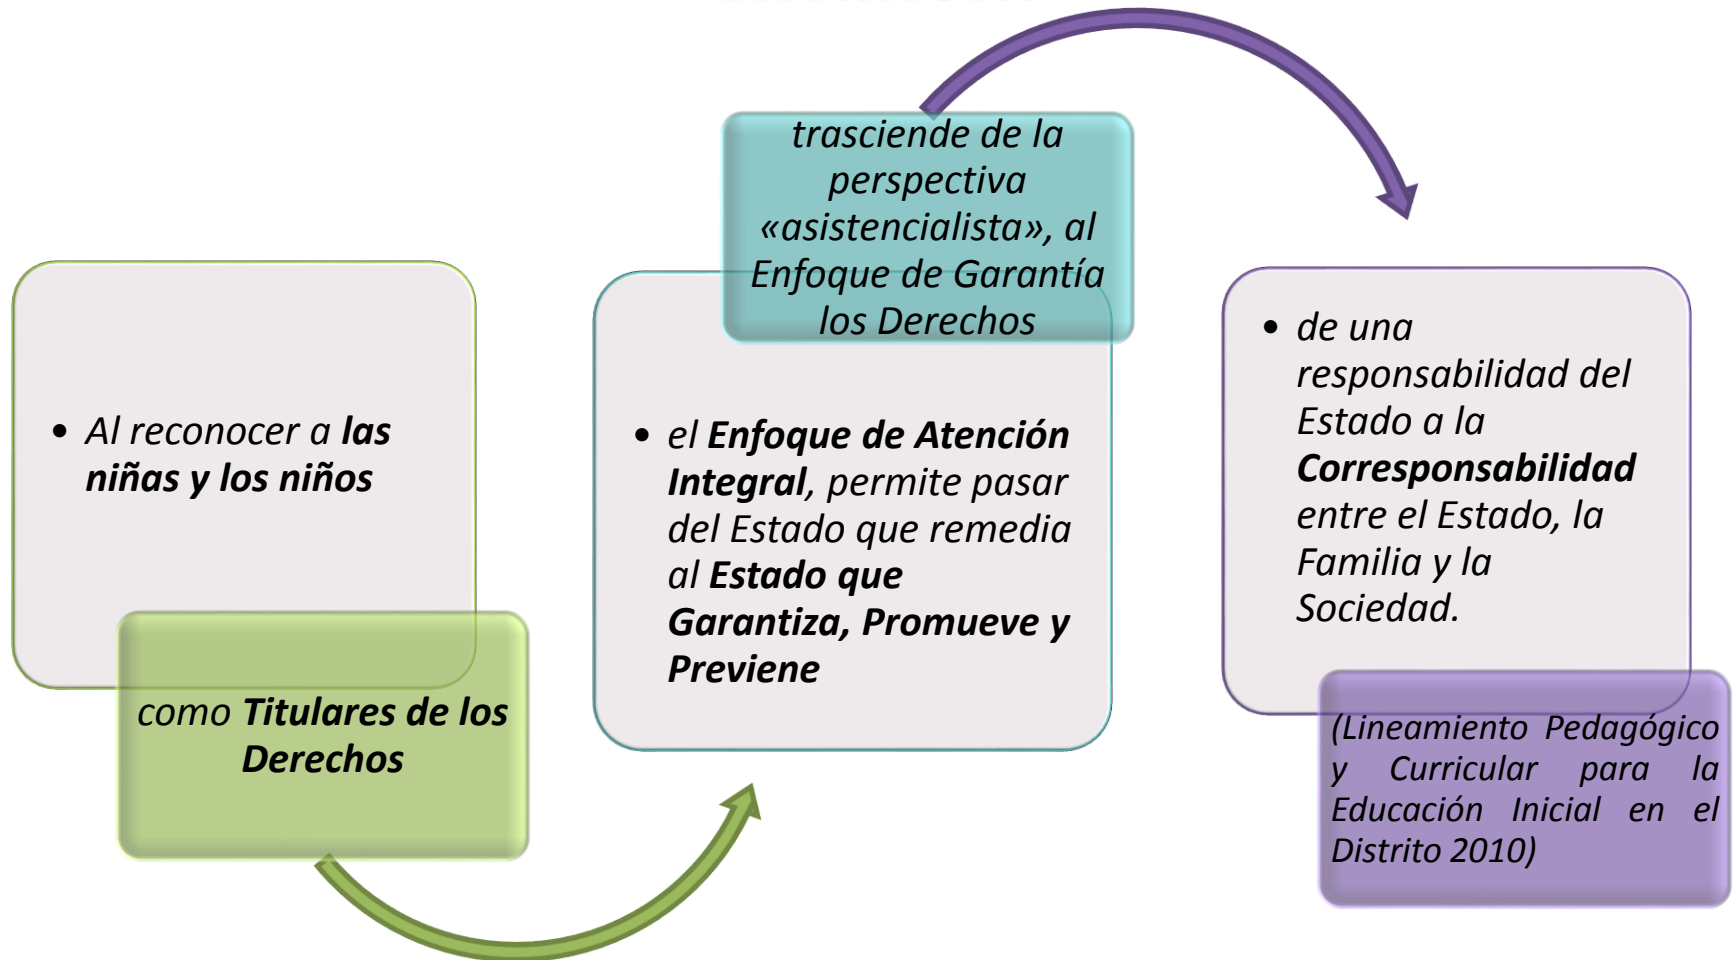 • Al reconocer a las
niñas y los niños
como Titulares de los
Derechos
trasciende de la
perspectiva
«asistencialista», al
Enfoque de Garantía
los Derechos
• el Enfoque de Atención
Integral, permite pasar
del Estado que remedia
al Estado que
Garantiza, Promueve y
Previene
• de una
responsabilidad del
Estado a la
Corresponsabilidad
entre el Estado, la
Familia y la
Sociedad.
(Lineamiento Pedagógico
y Curricular para la
Educación Inicial en el
Distrito 2010)